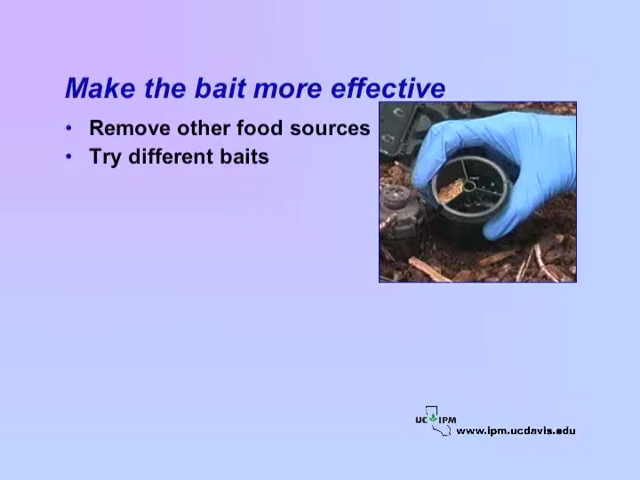 Make the bait more effective
• Remove other food sources
• Try different baits
UC IPM
www.ipm.ucdavis.edu